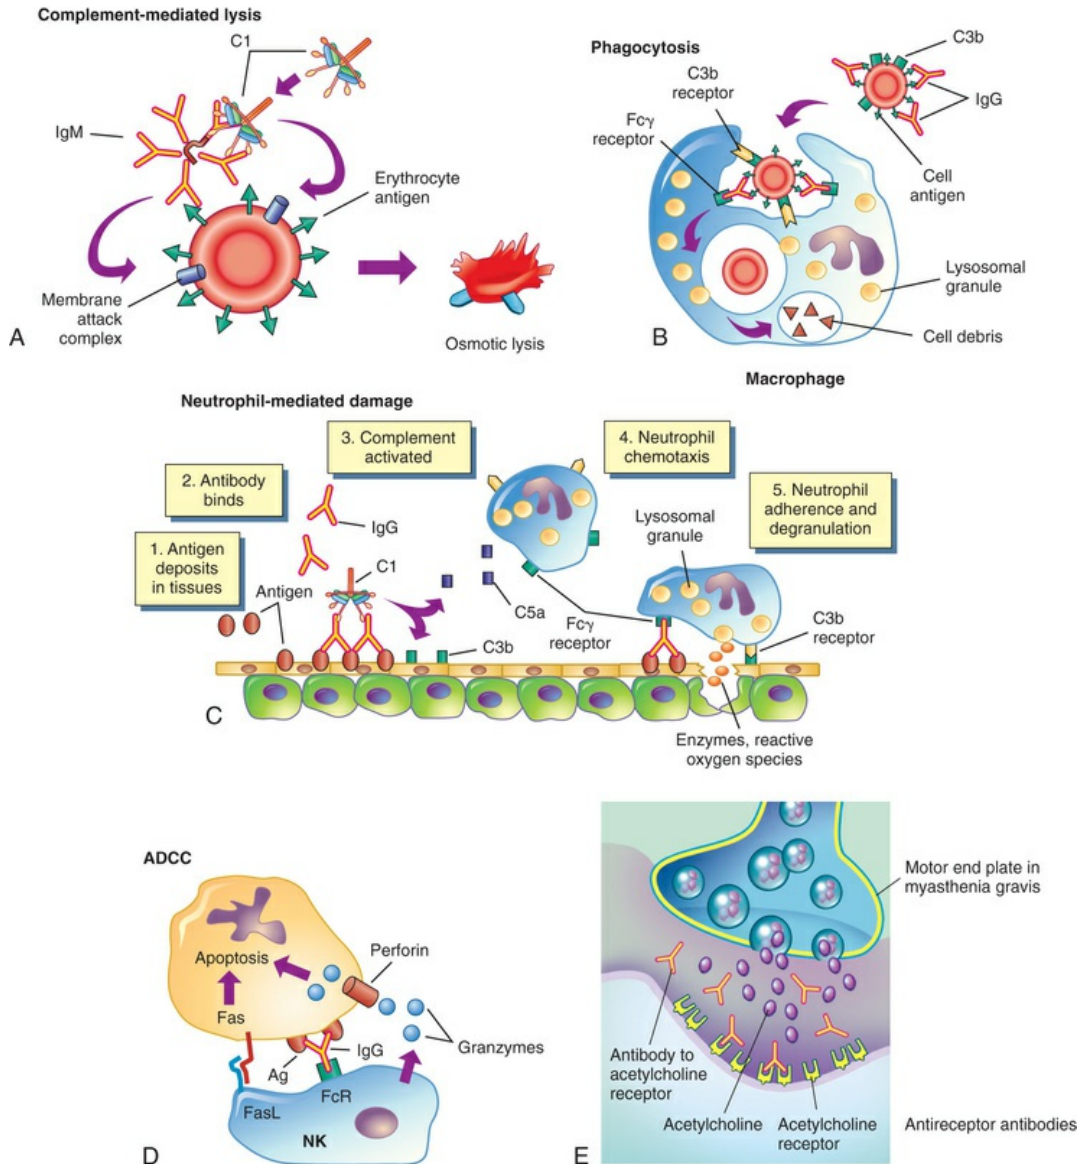 Complement-mediated lysis
C1
IgM
Erythrocyte
antigen
Membrane
attack
complex
Osmotic lysis
A
Phagocytosis
C3b
C3b
receptor
IgG
Fcγ
receptor
Cell
antigen
Lysosomal
granule
Cell debris
B
Macrophage
Neutrophil-mediated damage
1. Antigen
deposits
in tissues
2. Antibody
binds
3. Complement
activated
4. Neutrophil
chemotaxis
5. Neutrophil
adherence and
degranulation
IgG
Antigen
C1
C5a
C3b
Fcγ
receptor
Lysosomal
granule
C3b
receptor
Enzymes, reactive
oxygen species
C
ADCC
Apoptosis
Perforin
Fas
Granzymes
IgG
Ag
FasL
FcR
NK
D
Motor end plate in
myasthenia gravis
Antibody to
acetylcholine
receptor
Acetylcholine
Acetylcholine
receptor
Antireceptor antibodies
E